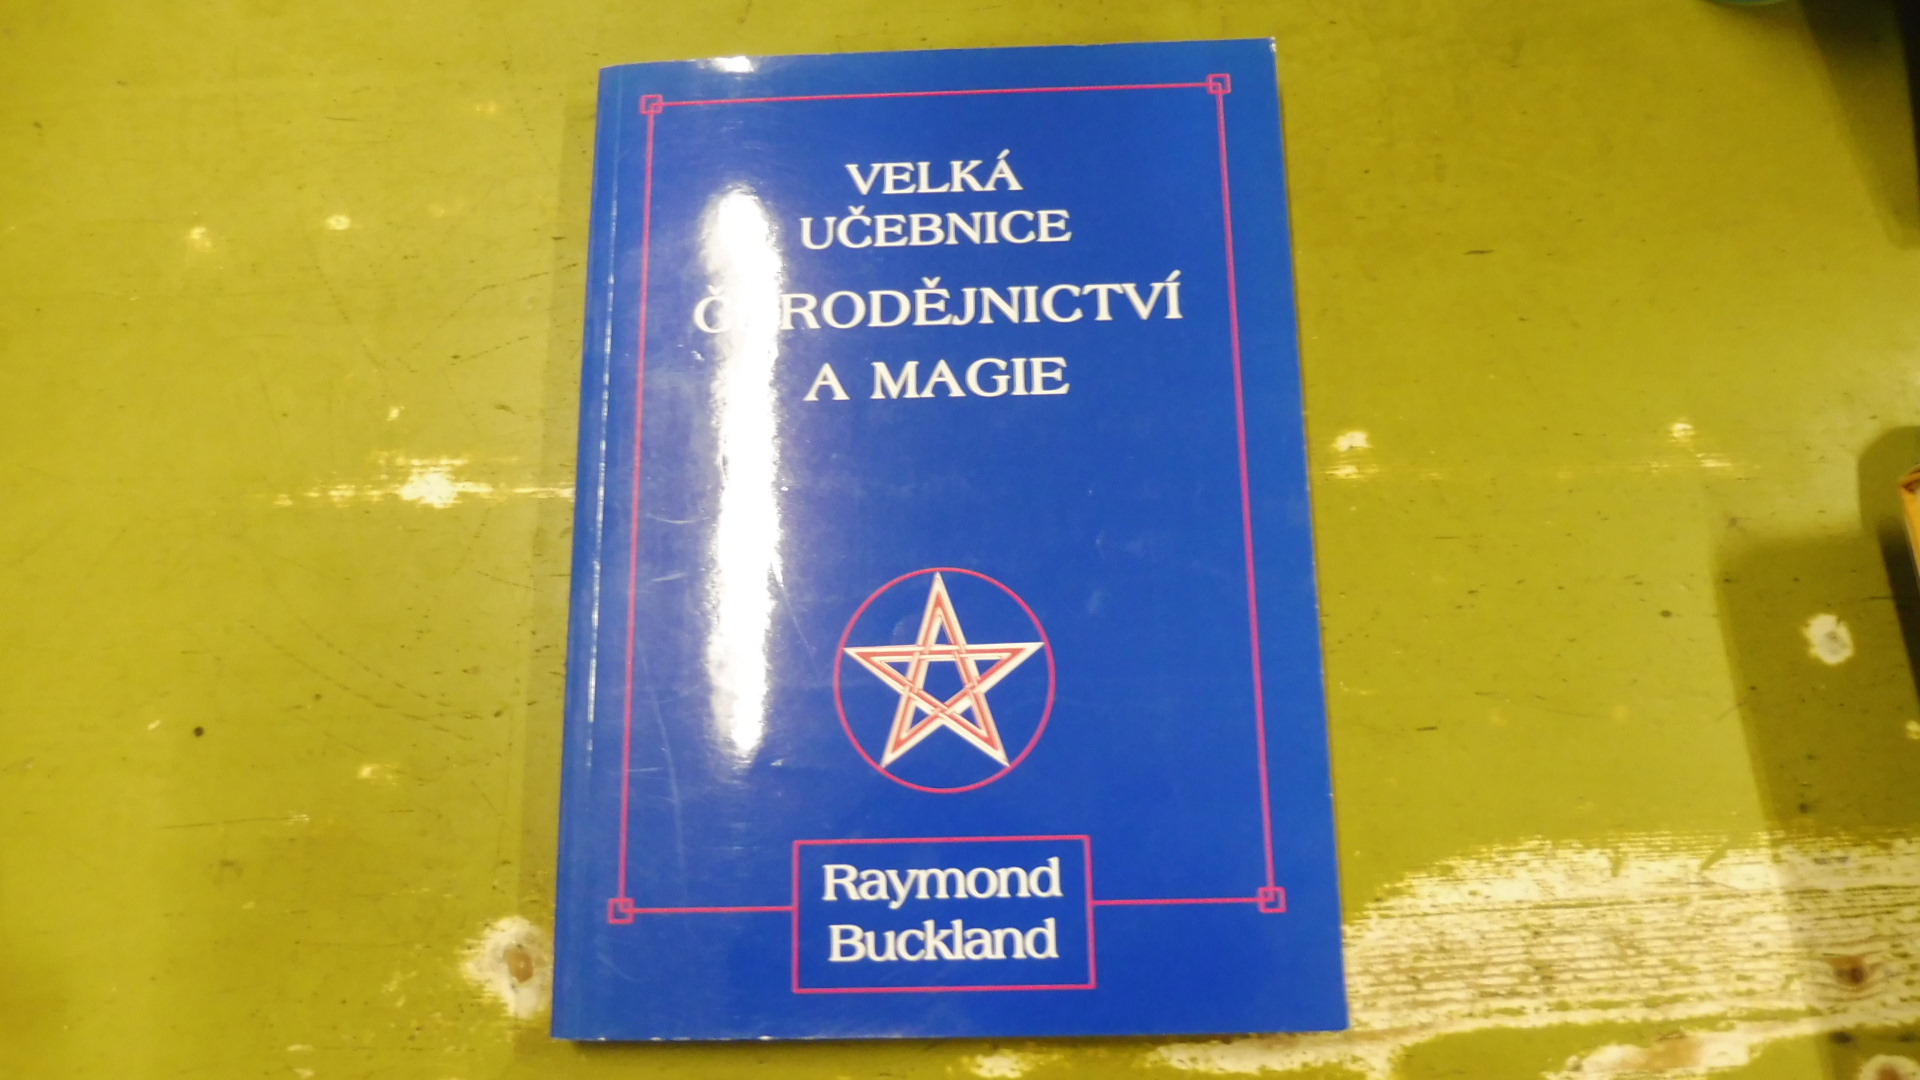 VELKÁ
UČEBNICE
ČARODĚJNICTVÍ
A MAGIE
Raymond
Buckland